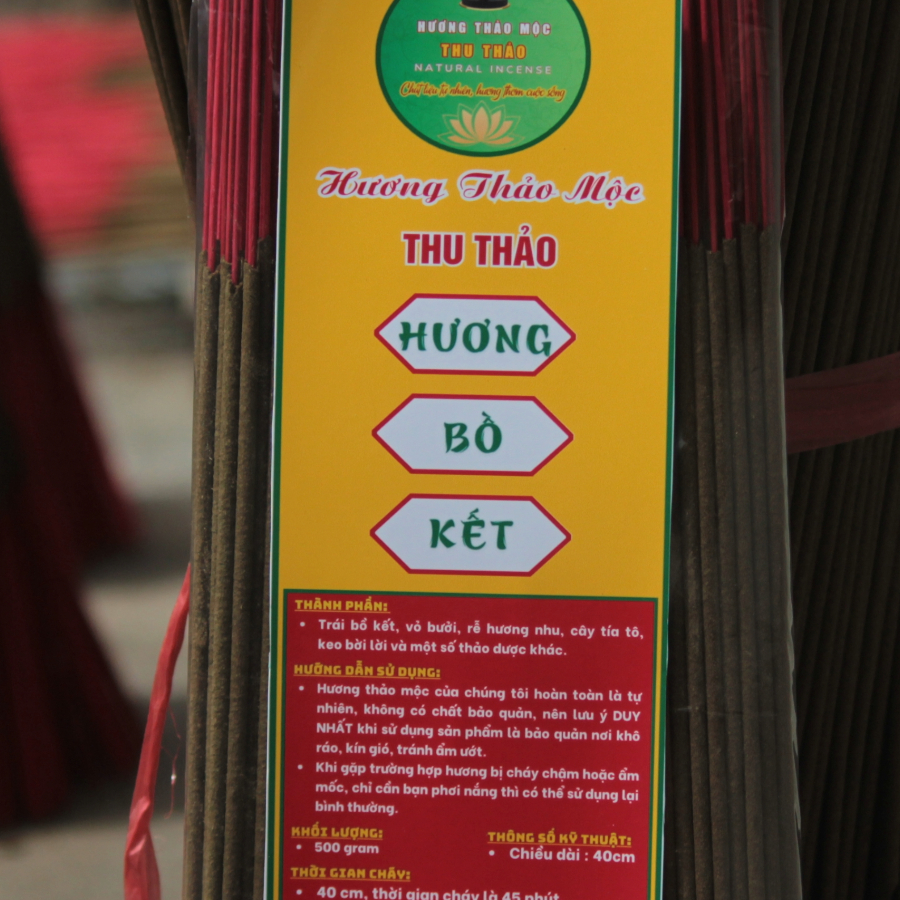 HƯƠNG THẢO MỘC
THU THẢO
NATURAL INCENSE
Chất liệu tự nhiên, hương thơm cuộc sống
Hương Thảo Mộc
THU THẢO
HƯƠNG
BỒ
KẾT
THÀNH PHẦN:
• Trái bồ kết, vỏ bưởi, rễ hương nhu, cây tía tô,
keo bời lời và một số thảo dược khác.
HƯỚNG DẪN SỬ DỤNG:
• Hương thảo mộc của chúng tôi hoàn toàn là tự
nhiên, không có chất bảo quản, nên lưu ý DUY
NHẤT khi sử dụng sản phẩm là bảo quản nơi khô
ráo, kín gió, tránh ẩm ướt.
• Khi gặp trường hợp hương bị cháy chậm hoặc ẩm
mốc, chỉ cần bạn phơi nắng thì có thể sử dụng lại
bình thường.
KHỐI LƯỢNG:
• 500 gram
THÔNG SỐ KỸ THUẬT:
• Chiều dài : 40cm
THỜI GIAN CHÁY:
• 40 cm, thời gian cháy là 45 phút